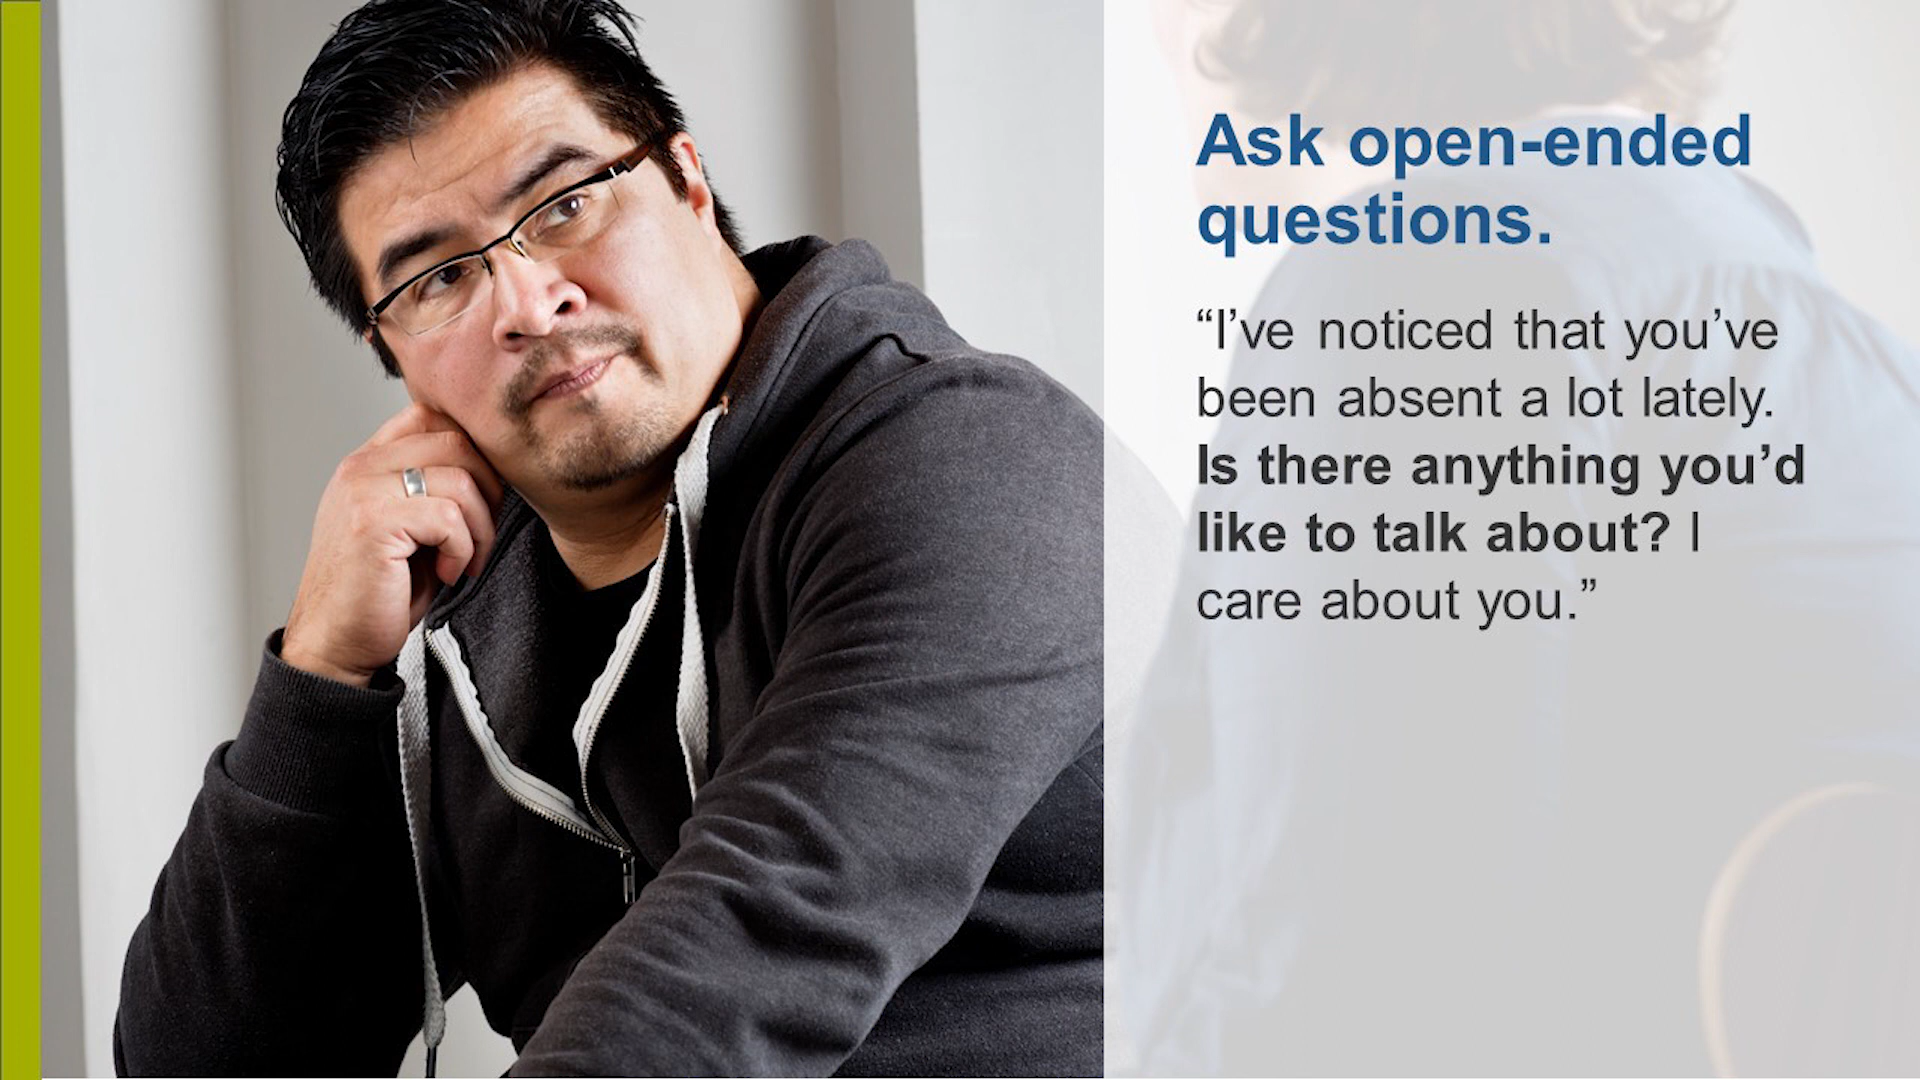 Ask open-ended
questions.
“I’ve noticed that you’ve
been absent a lot lately.
Is there anything you’d
like to talk about? I
care about you.”